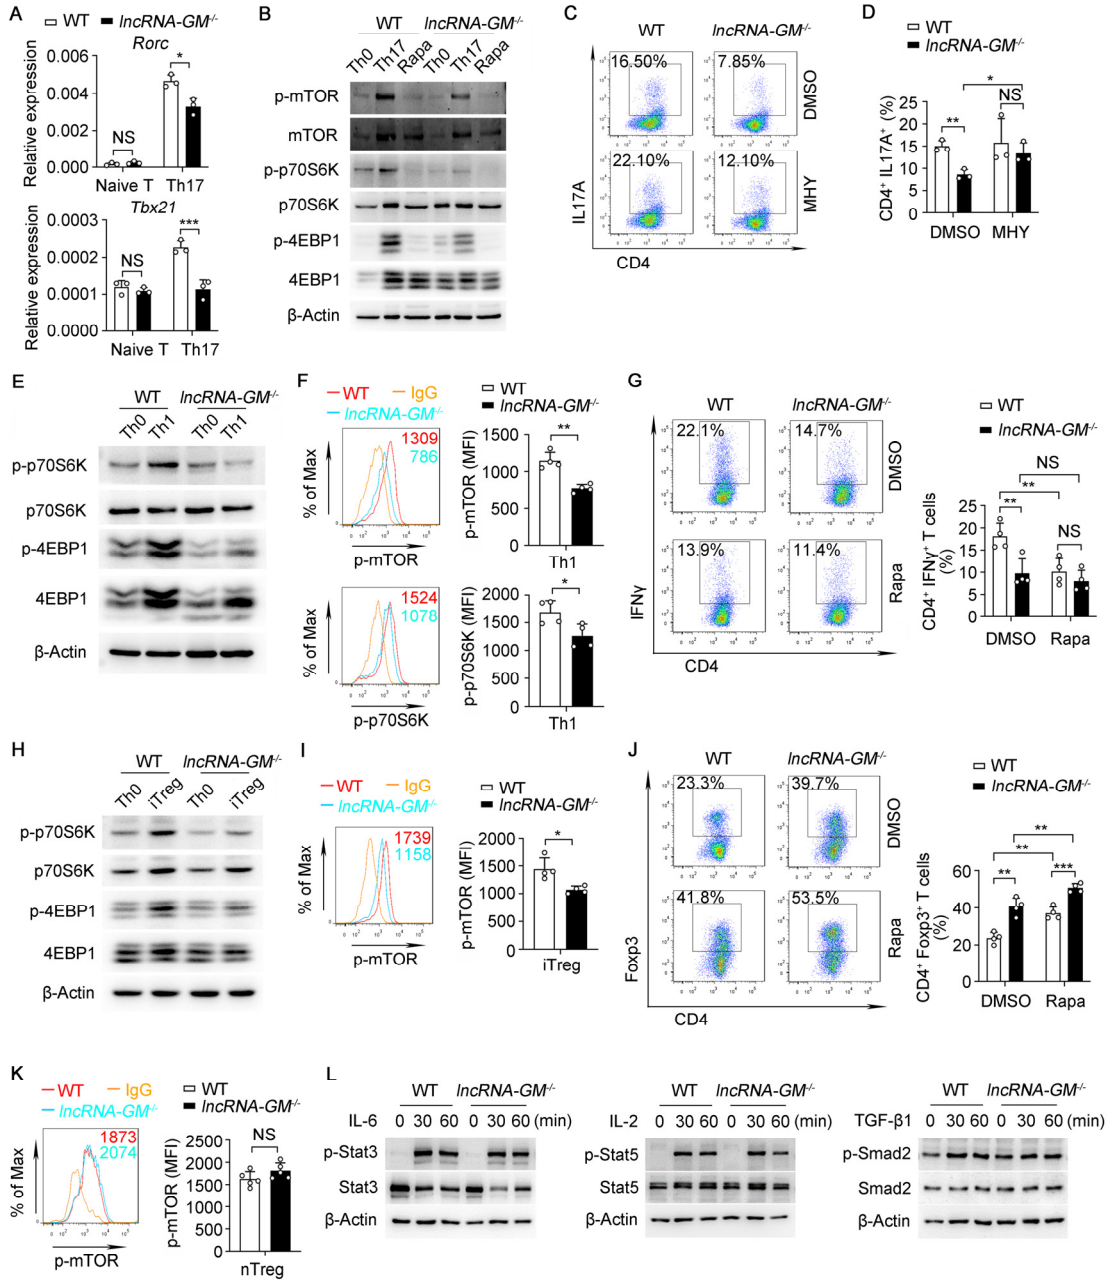 A
WT lncRNA-GM-/-
Rorc
Relative expression
0.006
0.004
0.002
0.000
NS
*
Naive T Th17
Tbx21
Relative expression
0.0003
0.0002
0.0001
0.0000
NS
***
Naive T Th17
B
WT lncRNA-GM-/-
Th0 Th17 Rapa Th0 Th17 Rapa
p-mTOR
mTOR
p-p70S6K
p70S6K
p-4EBP1
4EBP1
β-Actin
C
WT lncRNA-GM-/-
16.50% 7.85%
DMSO
22.10% 12.10%
MHY
IL17A
CD4
D
WT
lncRNA-GM-/-
CD4+ IL17A+ (%)
25
20
15
10
5
0
*
** NS
DMSO MHY
E
WT lncRNA-GM-/-
Th0 Th1 Th0 Th1
p-p70S6K
p70S6K
p-4EBP1
4EBP1
β-Actin
F
WT IgG
lncRNA-GM-/-
1309
786
% of Max
p-mTOR
WT
lncRNA-GM-/-
p-mTOR (MFI)
1500
1000
500
0
**
Th1
1524
1078
% of Max
p-p70S6K
p-p70S6K (MFI)
2000
1500
1000
500
0
*
Th1
G
WT lncRNA-GM-/-
22.1% 14.7%
DMSO
13.9% 11.4%
Rapa
IFNγ
CD4
WT
lncRNA-GM-/-
CD4+ IFNγ+ T cells
(%)
25
20
15
10
5
0
NS
**
** NS
DMSO Rapa
H
WT lncRNA-GM-/-
Th0 iTreg Th0 iTreg
p-p70S6K
p70S6K
p-4EBP1
4EBP1
β-Actin
I
WT IgG
lncRNA-GM-/-
1739
1158
% of Max
p-mTOR
WT
lncRNA-GM-/-
p-mTOR (MFI)
2000
1500
1000
500
0
*
iTreg
J
WT lncRNA-GM-/-
23.3% 39.7%
DMSO
41.8% 53.5%
Rapa
Foxp3
CD4
WT
lncRNA-GM-/-
CD4+ Foxp3+ T cells
(%)
60
40
20
0
**
**
** ***
DMSO Rapa
K
WT IgG
lncRNA-GM-/-
1873
2074
% of Max
p-mTOR
WT
lncRNA-GM-/-
p-mTOR (MFI)
2500
2000
1500
1000
500
0
NS
nTreg
L
WT lncRNA-GM-/-
IL-6 0 30 60 0 30 60 (min)
p-Stat3
Stat3
β-Actin
WT lncRNA-GM-/-
IL-2 0 30 60 0 30 60 (min)
p-Stat5
Stat5
β-Actin
WT lncRNA-GM-/-
TGF-β1 0 30 60 0 30 60 (min)
p-Smad2
Smad2
β-Actin